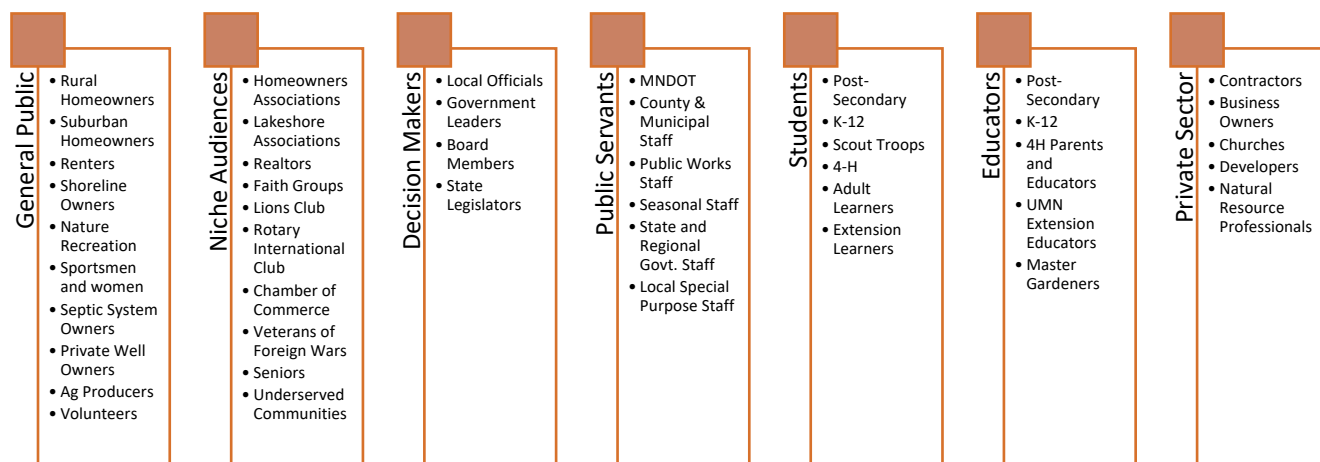 General Public
• Rural
Homeowners
• Suburban
Homeowners
• Renters
• Shoreline
Owners
• Nature
Recreation
• Sportsmen
and women
• Septic System
Owners
• Private Well
Owners
• Ag Producers
• Volunteers
Niche Audiences
• Homeowners
Associations
• Lakeshore
Associations
• Realtors
• Faith Groups
• Lions Club
• Rotary
International
Club
• Chamber of
Commerce
• Veterans of
Foreign Wars
• Seniors
• Underserved
Communities
Decision Makers
• Local Officials
• Government
Leaders
• Board
Members
• State
Legislators
Public Servants
• MNDOT
• County &
Municipal
Staff
• Public Works
Staff
• Seasonal Staff
• State and
Regional
Govt. Staff
• Local Special
Purpose Staff
Students
• Post-
Secondary
• K-12
• Scout Troops
• 4-H
• Adult
Learners
• Extension
Learners
Educators
• Post-
Secondary
• K-12
• 4H Parents
and
Educators
• UMN
Extension
Educators
• Master
Gardeners
Private Sector
• Contractors
• Business
Owners
• Churches
• Developers
• Natural
Resource
Professionals